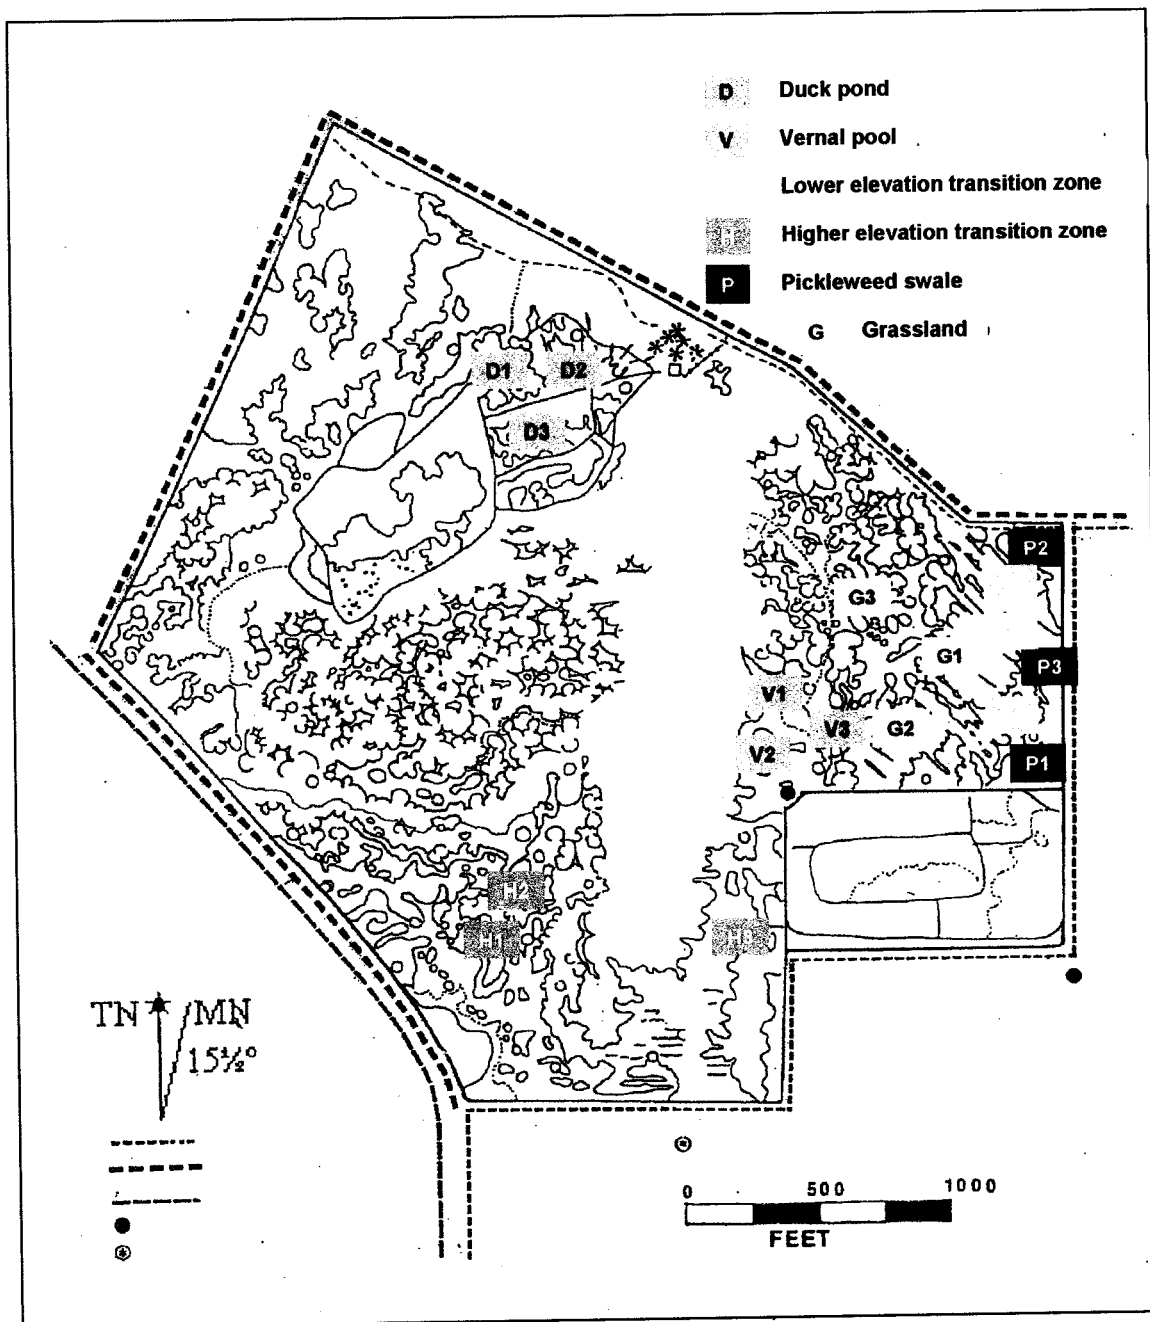 D Duck pond
V Vernal pool
Lower elevation transition zone
H Higher elevation transition zone
P Pickleweed swale
G Grassland
D1 D2
D3
P2
G3
G1
P3
V1
V3 G2
V2
P1
H2
H1
H3
TN MN
15½°
0 500 1000
FEET